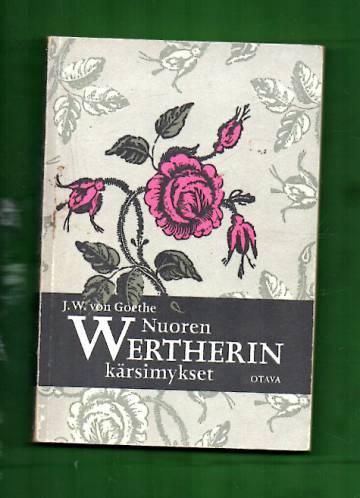 J. W. von Goethe
Nuoren
WERTHERIN
kärsimykset
OTAVA